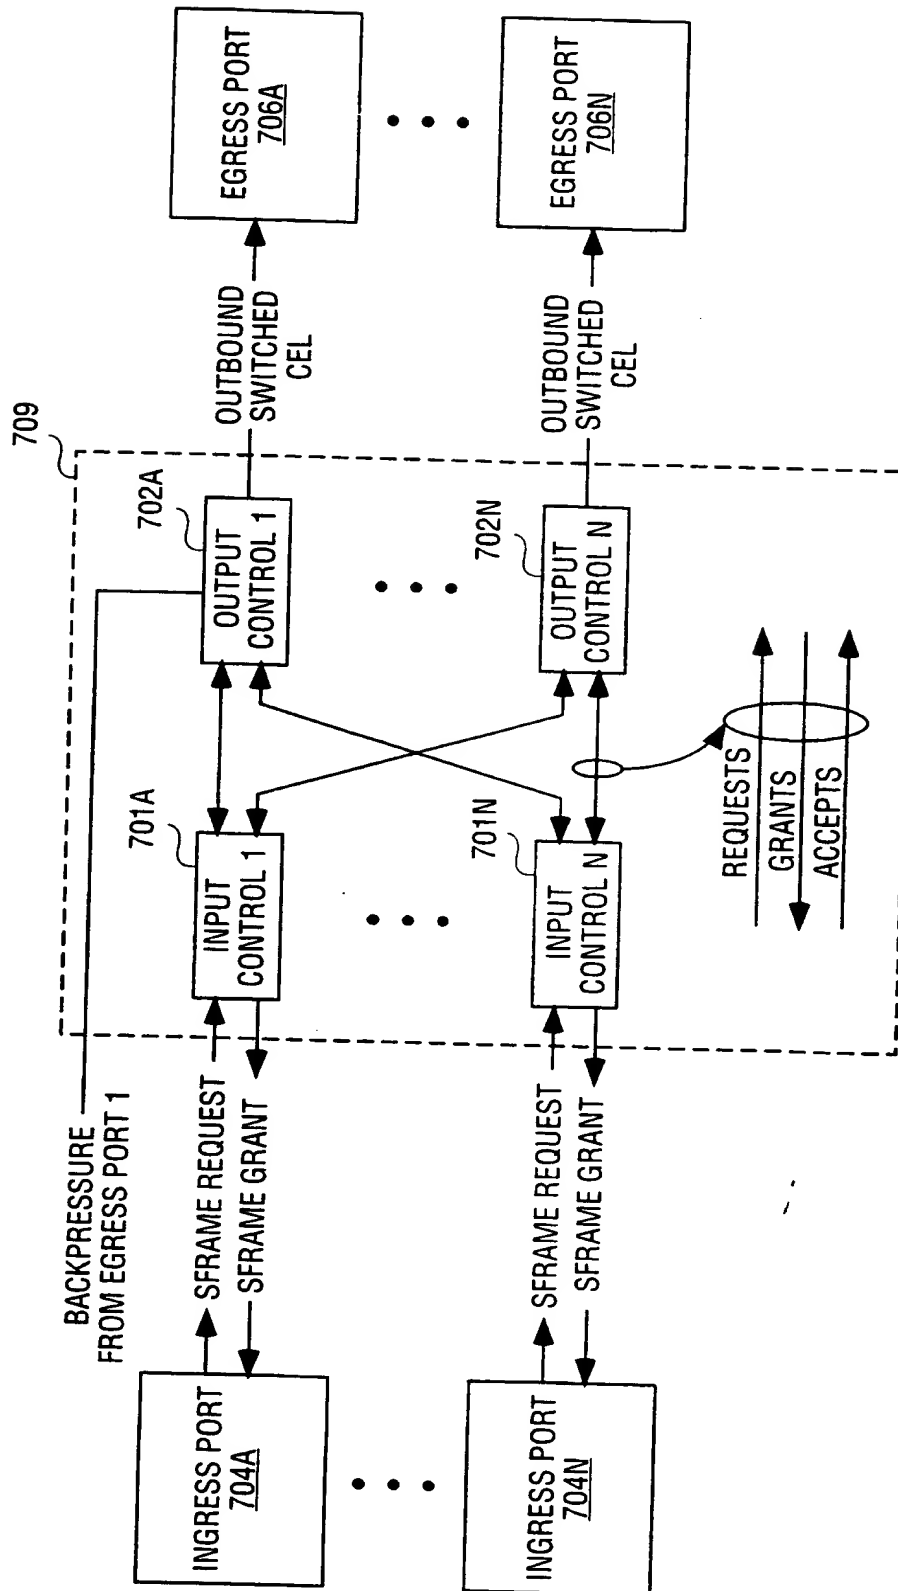 709
BACKPRESSURE
FROM EGRESS PORT 1
INGRESS PORT
704A
SFRAME REQUEST
SFRAME GRANT
701A
INPUT
CONTROL 1
702A
OUTPUT
CONTROL 1
OUTBOUND
SWITCHED
CEL
EGRESS PORT
706A
INGRESS PORT
704N
SFRAME REQUEST
SFRAME GRANT
701N
INPUT
CONTROL N
702N
OUTPUT
CONTROL N
OUTBOUND
SWITCHED
CEL
EGRESS PORT
706N
REQUESTS
GRANTS
ACCEPTS